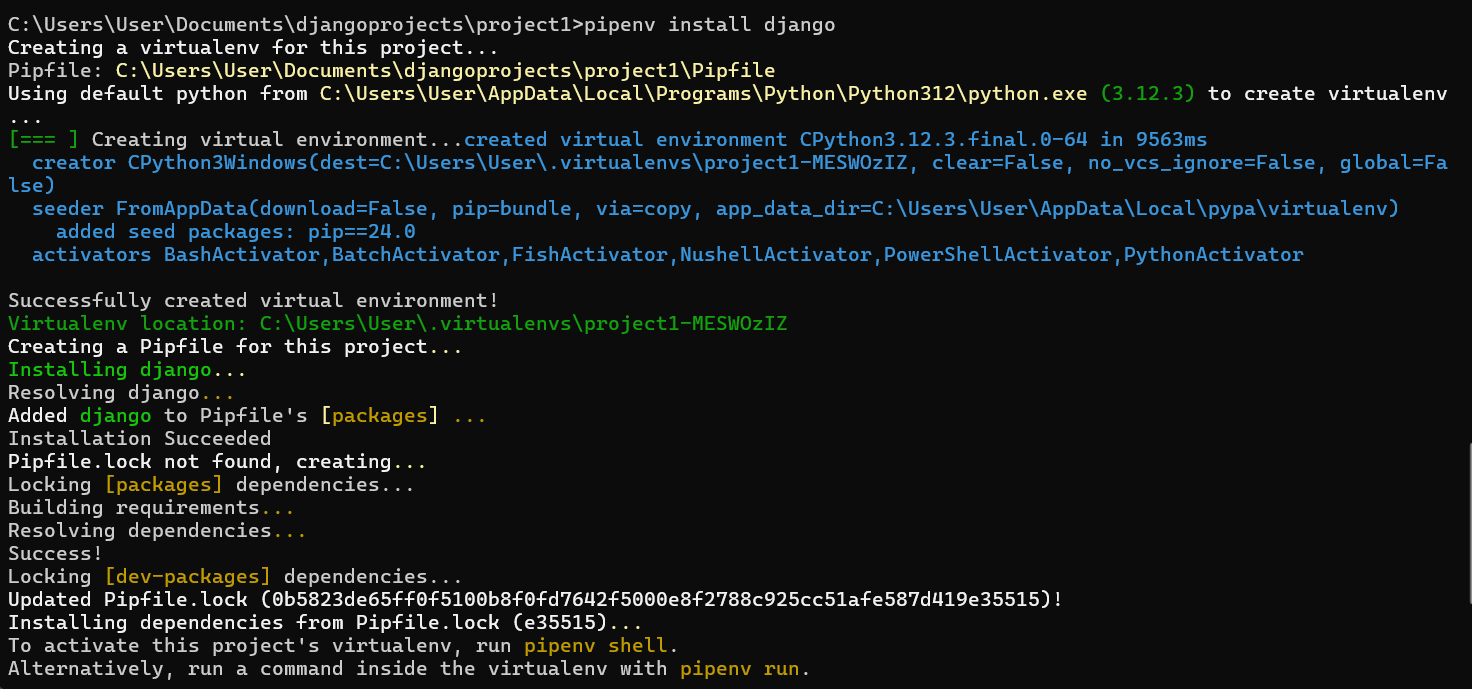 C:\Users\User\Documents\djangoprojects\project1>pipenv install django
Creating a virtualenv for this project...
Pipfile: C:\Users\User\Documents\djangoprojects\project1\Pipfile
Using default python from C:\Users\User\AppData\Local\Programs\Python\Python312\python.exe (3.12.3) to create virtualenv
...
[=== ] Creating virtual environment...created virtual environment CPython3.12.3.final.0-64 in 9563ms
  creator CPython3Windows(dest=C:\Users\User\.virtualenvs\project1-MESWOzIZ, clear=False, no_vcs_ignore=False, global=Fa
lse)
  seeder FromAppData(download=False, pip=bundle, via=copy, app_data_dir=C:\Users\User\AppData\Local\pypa\virtualenv)
    added seed packages: pip==24.0
  activators BashActivator,BatchActivator,FishActivator,NushellActivator,PowerShellActivator,PythonActivator
Successfully created virtual environment!
Virtualenv location: C:\Users\User\.virtualenvs\project1-MESWOzIZ
Creating a Pipfile for this project...
Installing django...
Resolving django...
Added django to Pipfile's [packages] ...
Installation Succeeded
Pipfile.lock not found, creating...
Locking [packages] dependencies...
Building requirements...
Resolving dependencies...
Success!
Locking [dev-packages] dependencies...
Updated Pipfile.lock (0b5823de65ff0f5100b8f0fd7642f5000e8f2788c925cc51afe587d419e35515)!
Installing dependencies from Pipfile.lock (e35515)...
To activate this project's virtualenv, run pipenv shell.
Alternatively, run a command inside the virtualenv with pipenv run.